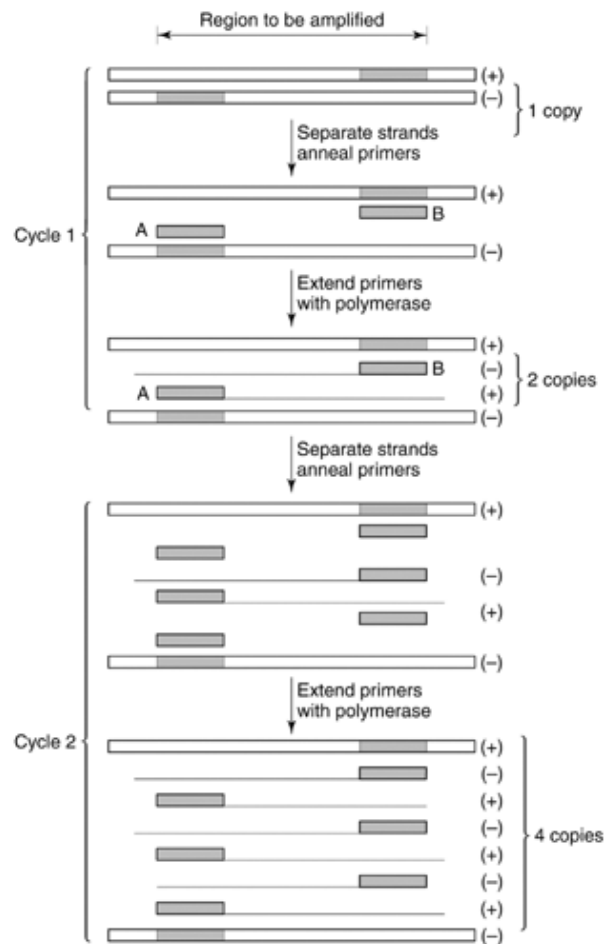 Region to be amplified
(+)
(–)
1 copy
Separate strands
anneal primers
(+)
B
A
(–)
Cycle 1
Extend primers
with polymerase
(+)
B
(–)
A
(+)
2 copies
(–)
Separate strands
anneal primers
(+)
(–)
(+)
(–)
Extend primers
with polymerase
Cycle 2
(+)
(–)
(+)
(–)
4 copies
(+)
(–)
(+)
(–)